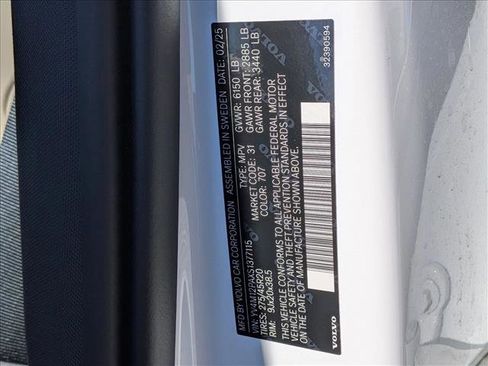 MFD. BY VOLVO CAR CORPORATION ASSEMBLED IN SWEDEN DATE: 02/25
GVWR: 6150 LB
GAWR FRONT: 2885 LB
GAWR REAR: 3440 LB
TYPE: MPV
MARKET CODE: 31
COLOR: 707
TIRES: 275/45R20
RIM: 9Jx20x38.5
THIS VEHICLE CONFORMS TO ALL APPLICABLE FEDERAL MOTOR
VEHICLE SAFETY AND THEFT PREVENTION STANDARDS IN EFFECT
ON THE DATE OF MANUFACTURE SHOWN ABOVE.
VOLVO
32390594